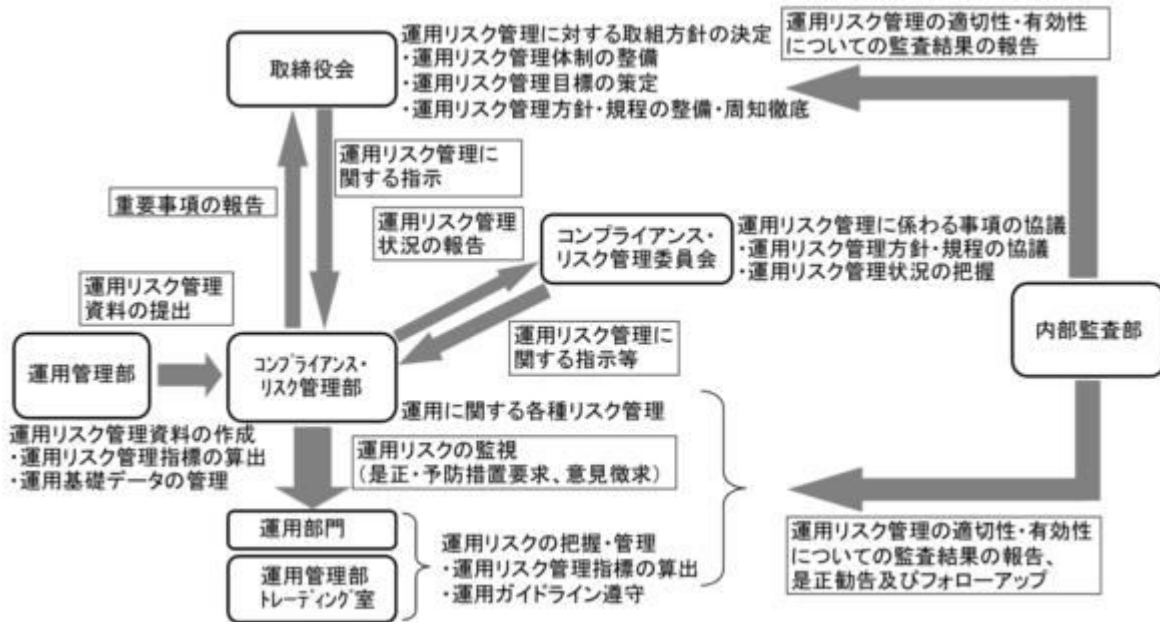 取締役会
運用リスク管理に対する取組方針の決定
・運用リスク管理体制の整備
・運用リスク管理目標の策定
・運用リスク管理方針・規程の整備・周知徹底
運用リスク管理の適切性・有効性
についての監査結果の報告
運用リスク管理に
関する指示
重要事項の報告
運用リスク管理
状況の報告
コンプライアンス・
リスク管理委員会
運用リスク管理に係わる事項の協議
・運用リスク管理方針・規程の協議
・運用リスク管理状況の把握
運用リスク管理
資料の提出
運用リスク管理に
関する指示等
内部監査部
運用管理部
コンプライアンス・
リスク管理部
運用に関する各種リスク管理
運用リスク管理資料の作成
・運用リスク管理指標の算出
・運用基礎データの管理
運用リスクの監視
（是正・予防措置要求、意見徴求）
運用部門
運用管理部
トレーディング室
運用リスクの把握・管理
・運用リスク管理指標の算出
・運用ガイドライン遵守
運用リスク管理の適切性・有効性
についての監査結果の報告、
是正勧告及びフォローアップ